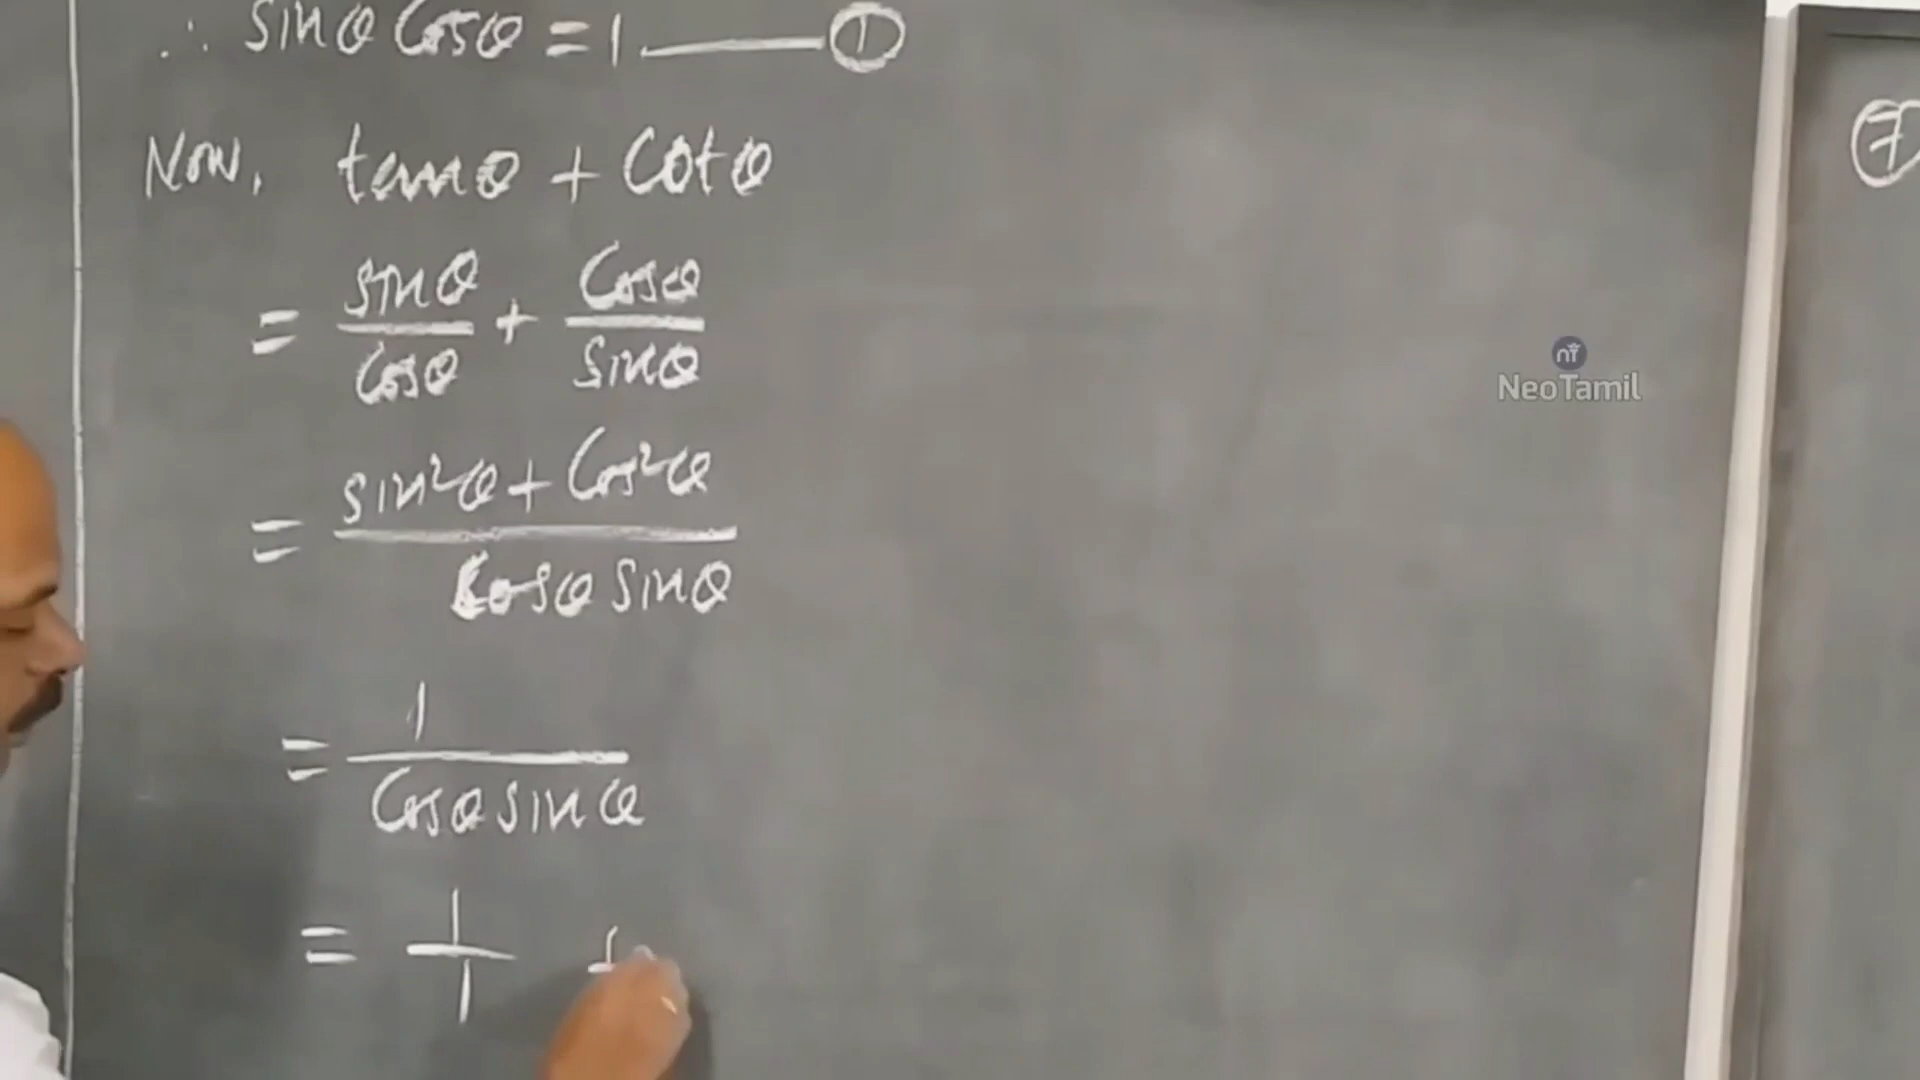 ∴ sinθ cosθ = 1 ——— ①
Now, tanθ + cotθ
= sinθ/cosθ + cosθ/sinθ
= sin²θ + cos²θ / cosθ sinθ
= 1 / cosθ sinθ
= 1/1
⑦
NeoTamil